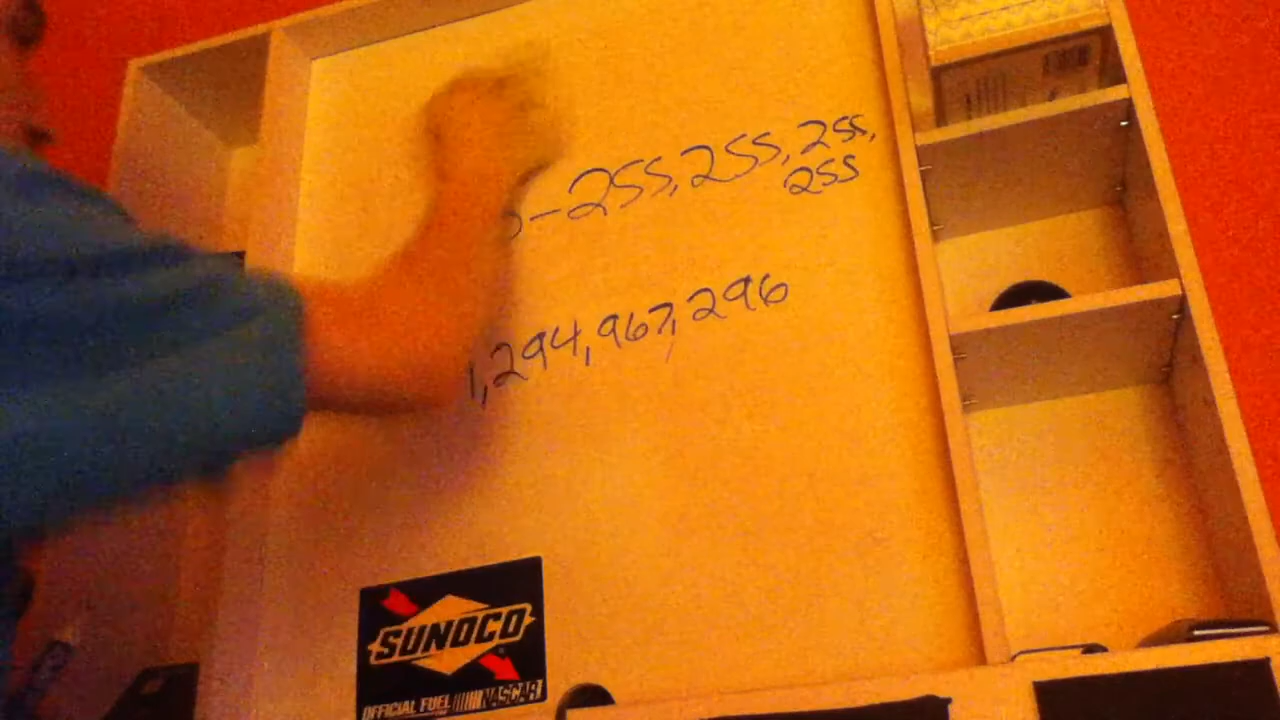 -255,255,255,
255
1,294,967,296
SUNOCO
OFFICIAL FUEL NASCAR